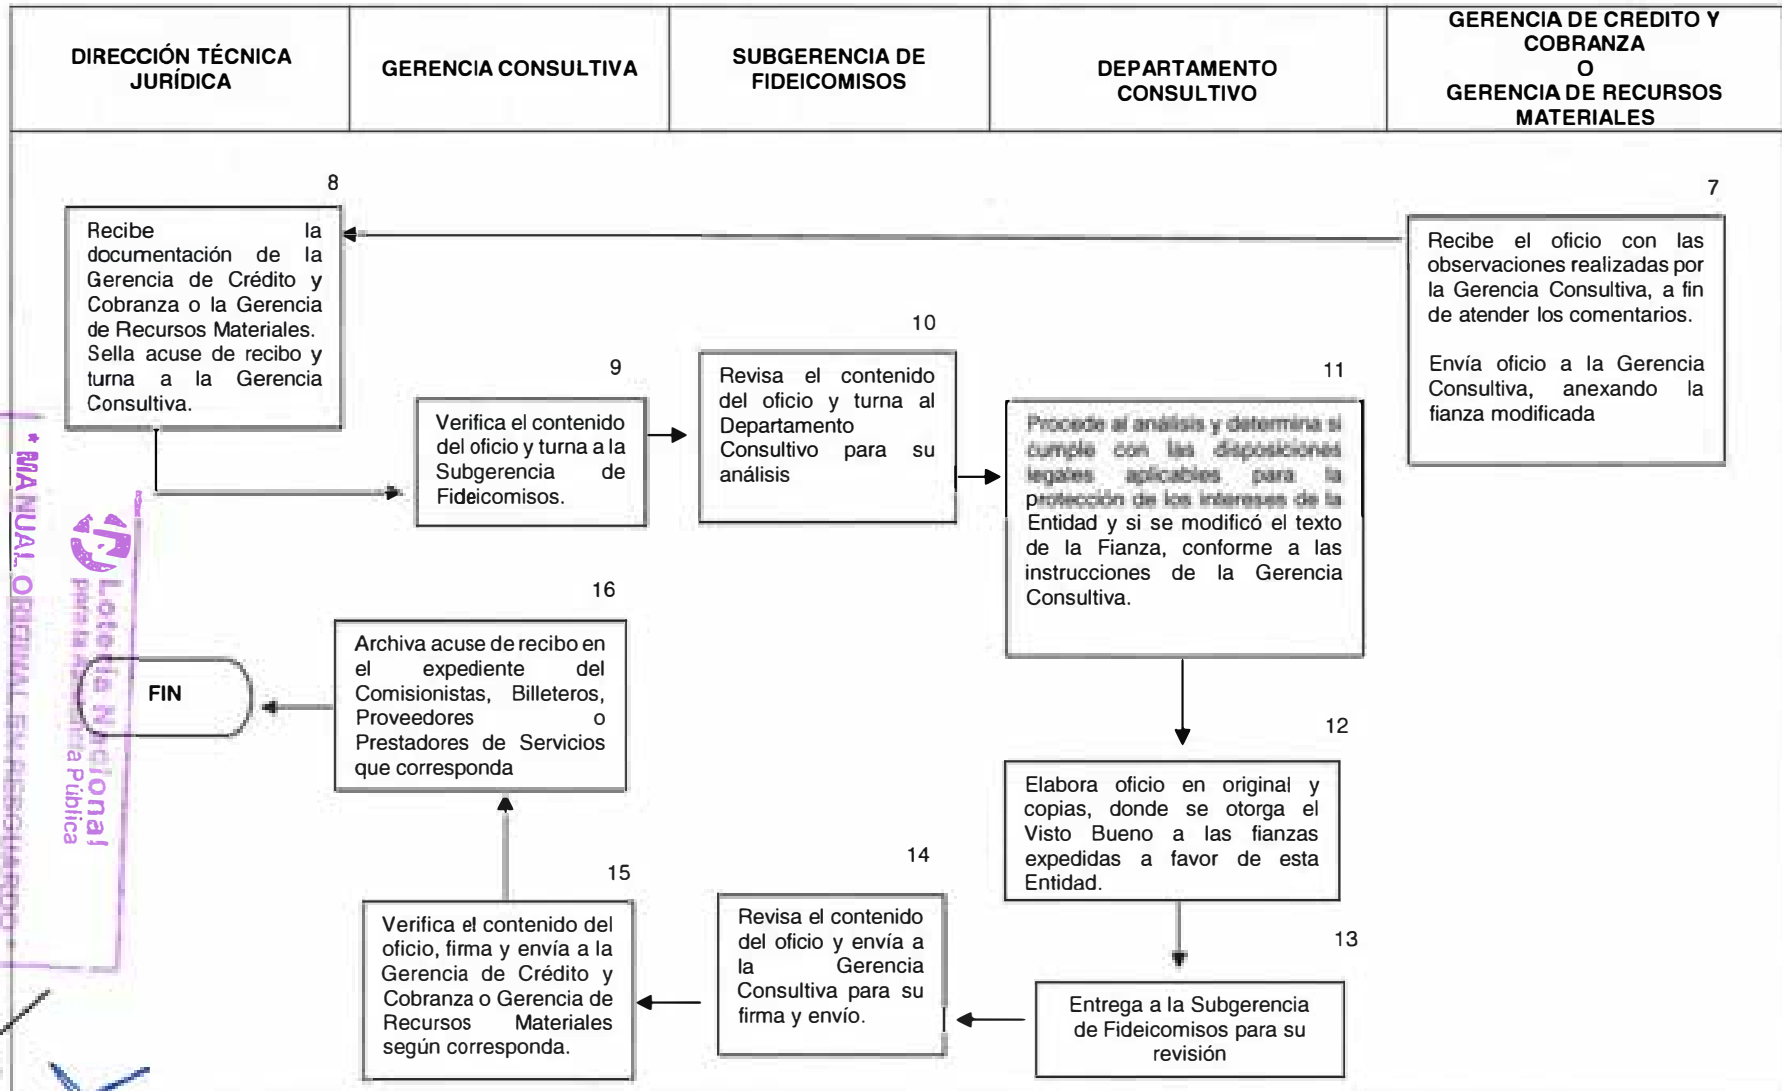 DIRECCIÓN TÉCNICA
JURÍDICA
GERENCIA CONSULTIVA
SUBGERENCIA DE
FIDEICOMISOS
DEPARTAMENTO
CONSULTIVO
GERENCIA DE CREDITO Y
COBRANZA
O
GERENCIA DE RECURSOS
MATERIALES
7
Recibe el oficio con las
observaciones realizadas por
la Gerencia Consultiva, a fin
de atender los comentarios.
Envía oficio a la Gerencia
Consultiva, anexando la
fianza modificada
8
Recibe la
documentación de la
Gerencia de Crédito y
Cobranza o la Gerencia
de Recursos Materiales.
Sella acuse de recibo y
turna a la Gerencia
Consultiva.
9
Verifica el contenido
del oficio y turna a la
Subgerencia de
Fideicomisos.
10
Revisa el contenido
del oficio y turna al
Departamento
Consultivo para su
análisis
11
Procede al análisis y determina si
cumple con las disposiciones
legales aplicables para la
protección de los intereses de la
Entidad y si se modificó el texto
de la Fianza, conforme a las
instrucciones de la Gerencia
Consultiva.
12
Elabora oficio en original y
copias, donde se otorga el
Visto Bueno a las fianzas
expedidas a favor de esta
Entidad.
13
Entrega a la Subgerencia
de Fideicomisos para su
revisión
14
Revisa el contenido
del oficio y envía a
la Gerencia
Consultiva para su
firma y envío.
15
Verifica el contenido del
oficio, firma y envía a la
Gerencia de Crédito y
Cobranza o Gerencia de
Recursos Materiales
según corresponda.
16
Archiva acuse de recibo en
el expediente del
Comisionistas, Billeteros,
Proveedores o
Prestadores de Servicios
que corresponda
FIN
Lotería Nacional
para la Asistencia Pública
* MANUAL ORIGINAL EN RESGUARDO *